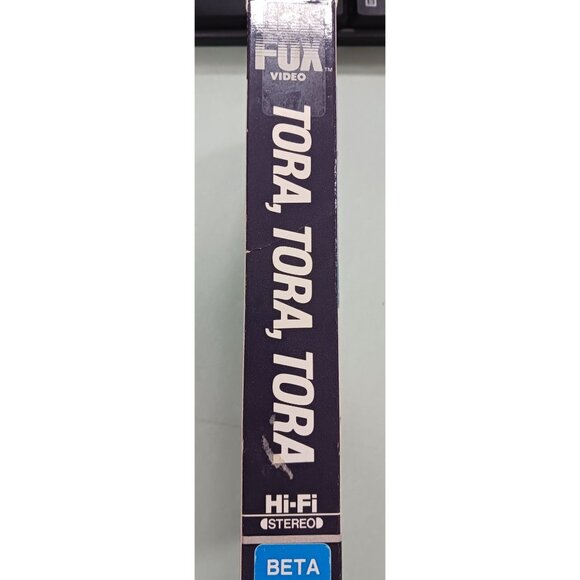 FOX
VIDEO
TORA, TORA, TORA
Hi-Fi
STEREO
BETA